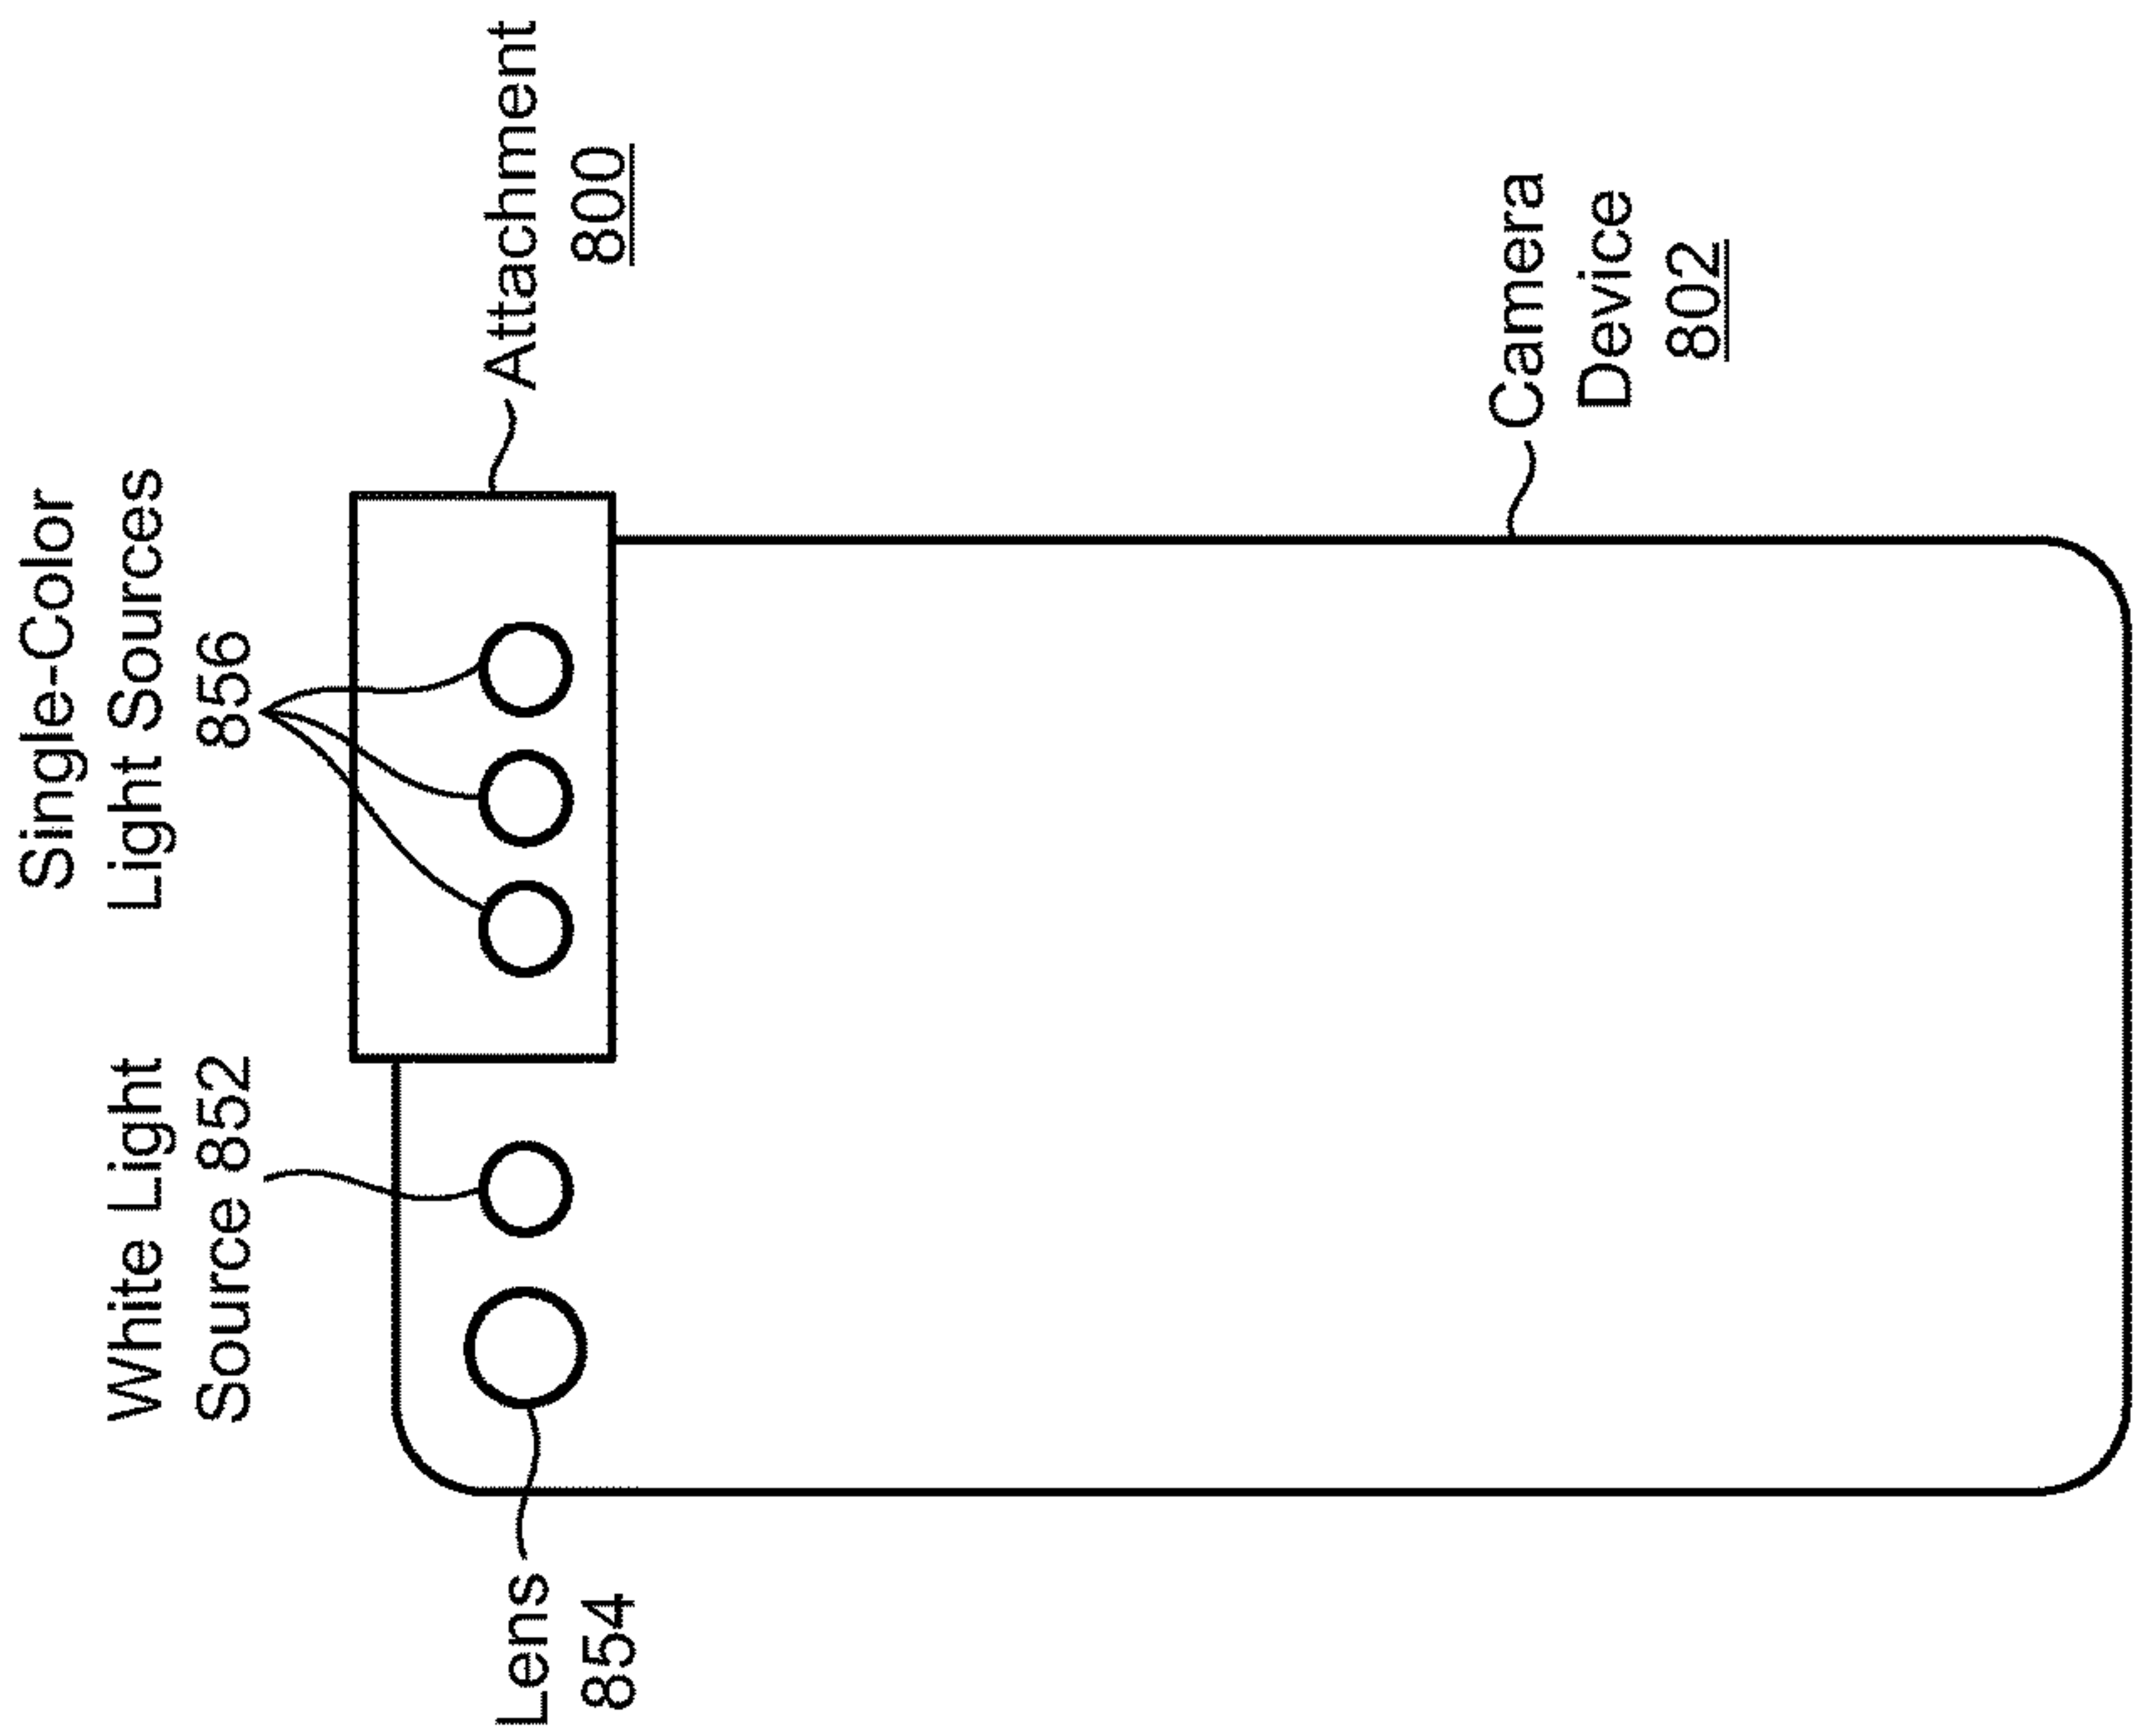 Single-Color
Light Sources
856
White Light
Source 852
Attachment
800
Lens
854
Camera
Device
802